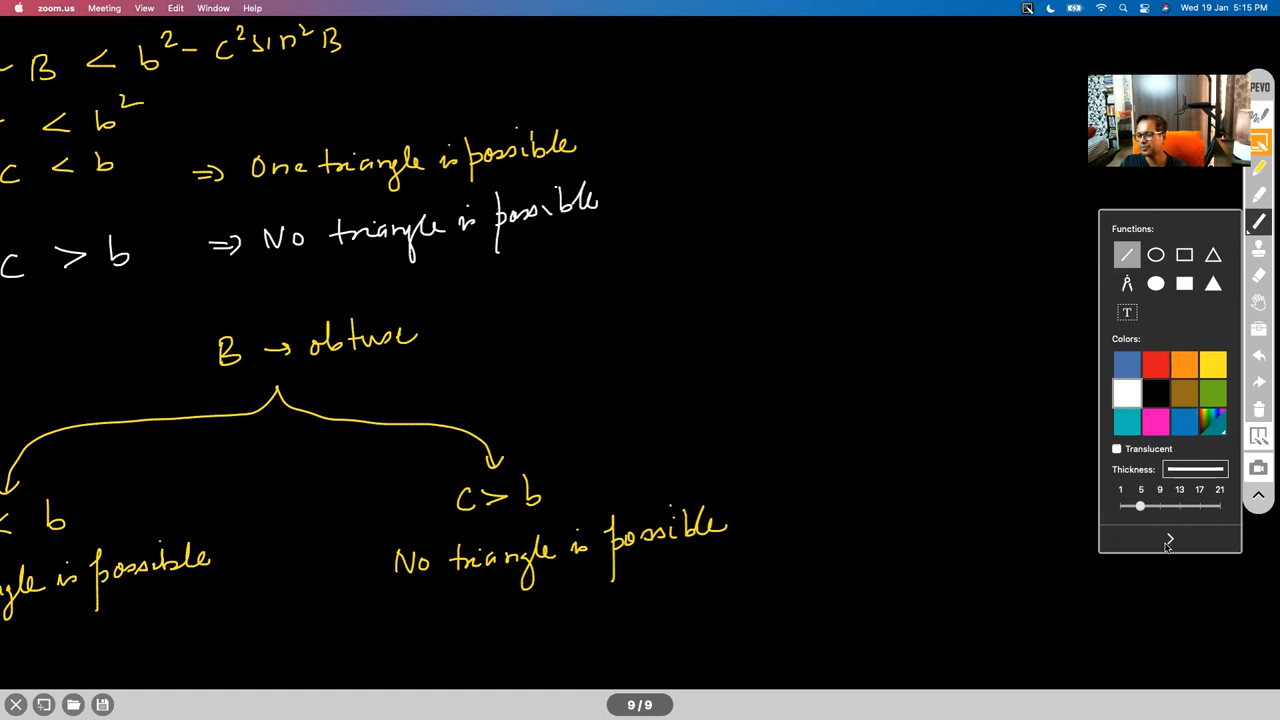 zoom.us Meeting View Edit Window Help Wed 19 Jan 5:15 PM
B < b² - c² sin² B
< b²
c < b ⇒ One triangle is possible
c > b ⇒ No triangle is possible
B → obtuse
< b
c > b
ngle is possible
No triangle is possible
IPEVO
Functions:
T
Colors:
Translucent
Thickness:
1 5 9 13 17 21
9 / 9